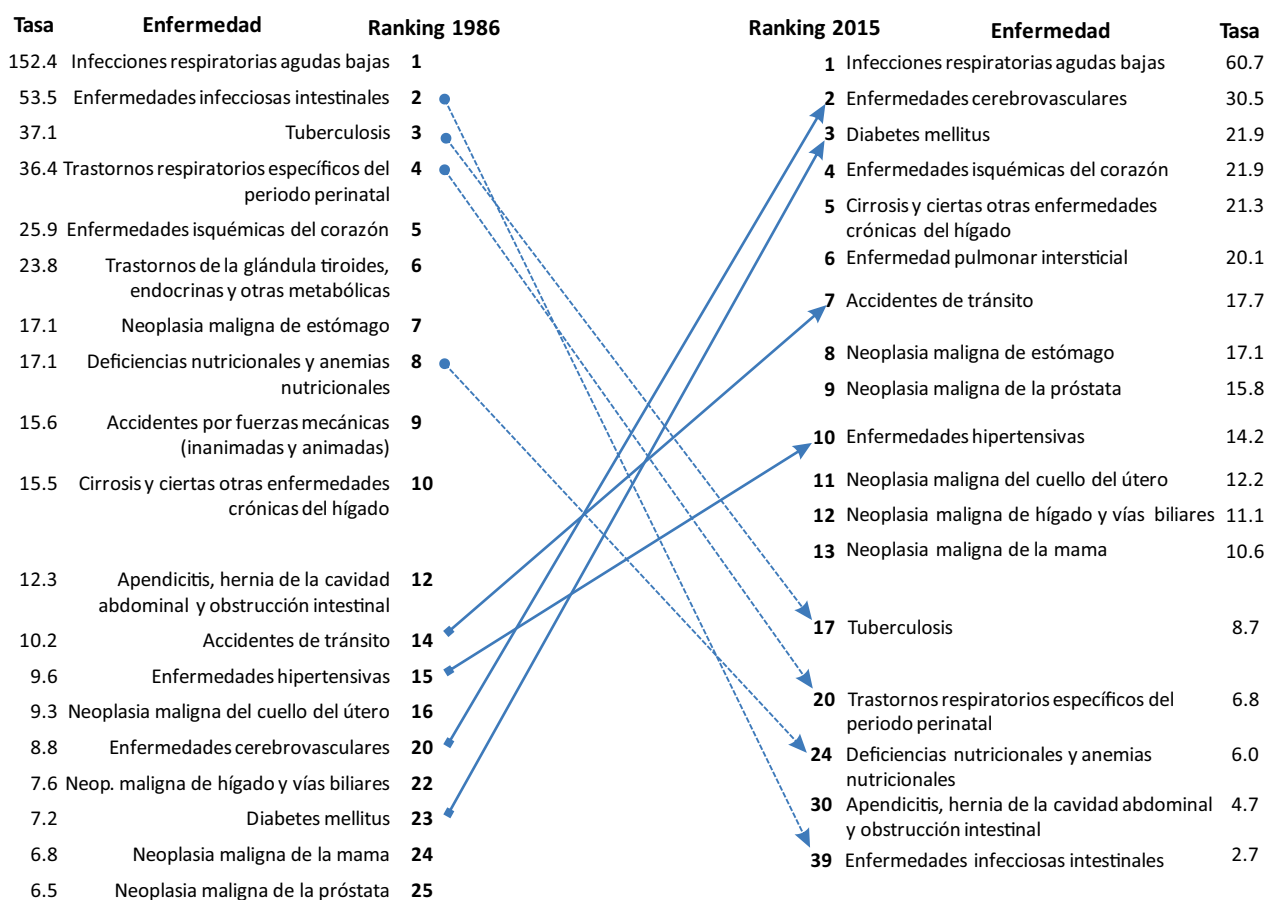 Tasa Enfermedad Ranking 1986
152.4 Infecciones respiratorias agudas bajas 1
53.5 Enfermedades infecciosas intestinales 2
37.1 Tuberculosis 3
36.4 Trastornos respiratorios específicos del 4
periodo perinatal
25.9 Enfermedades isquémicas del corazón 5
23.8 Trastornos de la glándula tiroides, 6
endocrinas y otras metabólicas
17.1 Neoplasia maligna de estómago 7
17.1 Deficiencias nutricionales y anemias 8
nutricionales
15.6 Accidentes por fuerzas mecánicas 9
(inanimadas y animadas)
15.5 Cirrosis y ciertas otras enfermedades 10
crónicas del hígado
12.3 Apendicitis, hernia de la cavidad 12
abdominal y obstrucción intestinal
10.2 Accidentes de tránsito 14
9.6 Enfermedades hipertensivas 15
9.3 Neoplasia maligna del cuello del útero 16
8.8 Enfermedades cerebrovasculares 20
7.6 Neop. maligna de hígado y vías biliares 22
7.2 Diabetes mellitus 23
6.8 Neoplasia maligna de la mama 24
6.5 Neoplasia maligna de la próstata 25
Ranking 2015 Enfermedad Tasa
1 Infecciones respiratorias agudas bajas 60.7
2 Enfermedades cerebrovasculares 30.5
3 Diabetes mellitus 21.9
4 Enfermedades isquémicas del corazón 21.9
5 Cirrosis y ciertas otras enfermedades 21.3
crónicas del hígado
6 Enfermedad pulmonar intersticial 20.1
7 Accidentes de tránsito 17.7
8 Neoplasia maligna de estómago 17.1
9 Neoplasia maligna de la próstata 15.8
10 Enfermedades hipertensivas 14.2
11 Neoplasia maligna del cuello del útero 12.2
12 Neoplasia maligna de hígado y vías biliares 11.1
13 Neoplasia maligna de la mama 10.6
17 Tuberculosis 8.7
20 Trastornos respiratorios específicos del 6.8
periodo perinatal
24 Deficiencias nutricionales y anemias 6.0
nutricionales
30 Apendicitis, hernia de la cavidad abdominal 4.7
y obstrucción intestinal
39 Enfermedades infecciosas intestinales 2.7